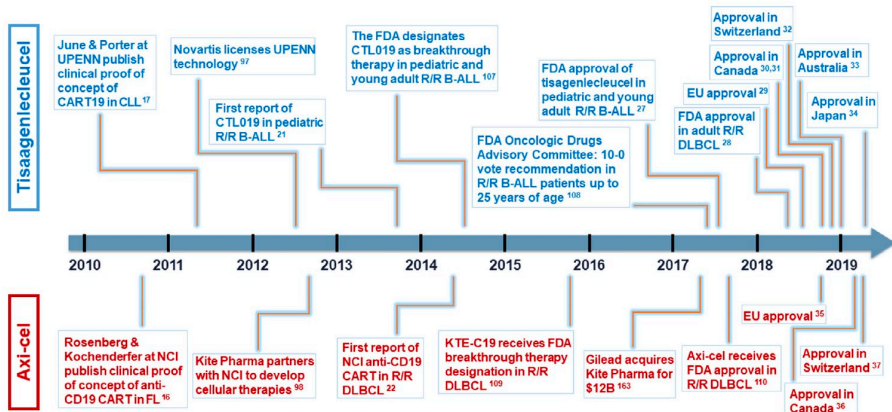 Tisaagenlecleucel
June & Porter at
UPENN publish
clinical proof of
concept of
CART19 in CLL 17
Novartis licenses UPENN
technology 97
First report of
CTL019 in pediatric
R/R B-ALL 21
The FDA designates
CTL019 as breakthrough
therapy in pediatric and
young adult R/R B-ALL 107
FDA Oncologic Drugs
Advisory Committee: 10-0
vote recommendation in
R/R B-ALL patients up to
25 years of age 108
FDA approval of
tisagenlecleucel in
pediatric and young
adult R/R B-ALL 27
FDA approval
in adult R/R
DLBCL 28
EU approval 29
Approval in
Canada 30,31
Approval in
Switzerland 32
Approval in
Australia 33
Approval in
Japan 34
2010 2011 2012 2013 2014 2015 2016 2017 2018 2019
Axi-cel
Rosenberg &
Kochenderfer at NCI
publish clinical proof
of concept of anti-
CD19 CART in FL 16
Kite Pharma partners
with NCI to develop
cellular therapies 98
First report of
NCI anti-CD19
CART in R/R
DLBCL 22
KTE-C19 receives FDA
breakthrough therapy
designation in R/R
DLBCL 109
Gilead acquires
Kite Pharma for
$12B 163
Axi-cel receives
FDA approval in
R/R DLBCL 110
EU approval 35
Approval in
Canada 36
Approval in
Switzerland 37